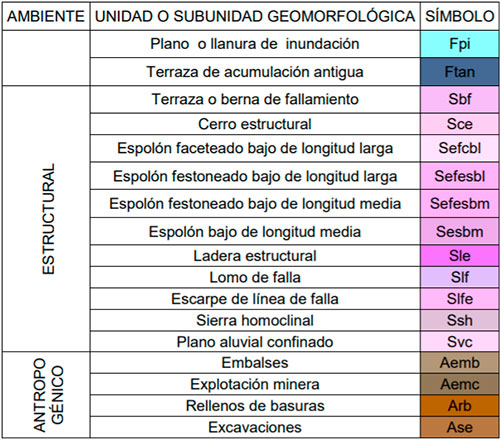 AMBIENTE UNIDAD O SUBUNIDAD GEOMORFOLÓGICA SÍMBOLO
Plano o llanura de inundación Fpi
Terraza de acumulación antigua Ftan
ESTRUCTURAL
Terraza o berna de fallamiento Sbf
Cerro estructural Sce
Espolón faceteado bajo de longitud larga Sefcbl
Espolón festoneado bajo de longitud larga Sefesbl
Espolón festoneado bajo de longitud media Sefesbm
Espolón bajo de longitud media Sesbm
Ladera estructural Sle
Lomo de falla Slf
Escarpe de línea de falla Slfe
Sierra homoclinal Ssh
Plano aluvial confinado Svc
ANTROPO
GÉNICO
Embalses Aemb
Explotación minera Aemc
Rellenos de basuras Arb
Excavaciones Ase